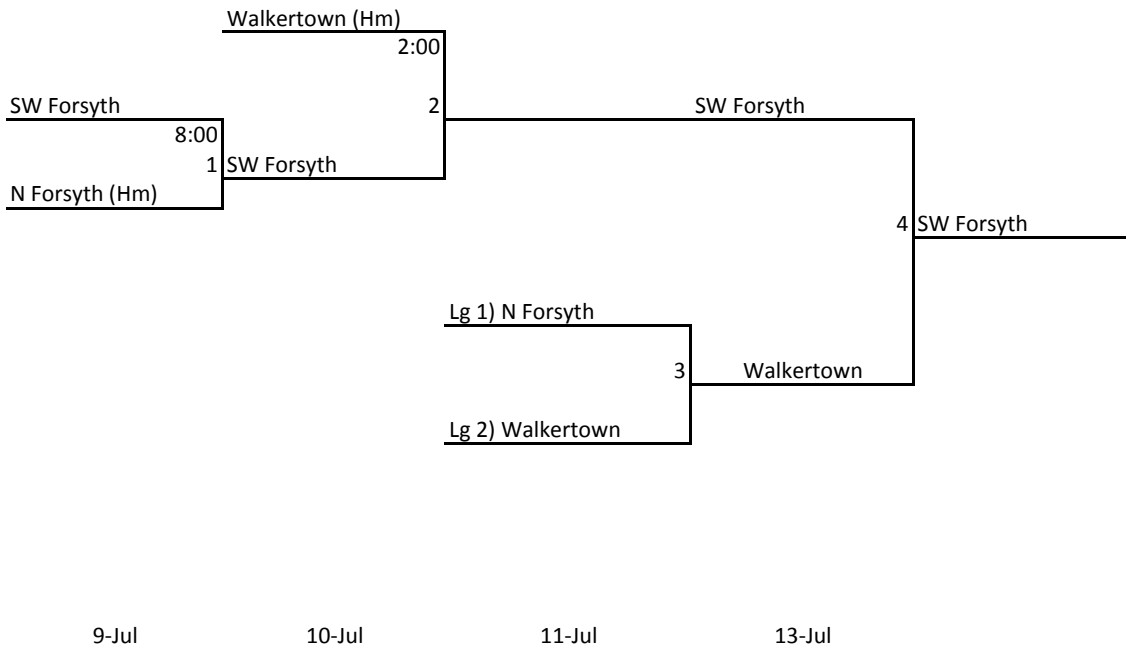 Walkertown (Hm)
2:00
SW Forsyth
2
SW Forsyth
8:00
1 SW Forsyth
N Forsyth (Hm)
4 SW Forsyth
Lg 1) N Forsyth
3
Walkertown
Lg 2) Walkertown
9-Jul
10-Jul
11-Jul
13-Jul